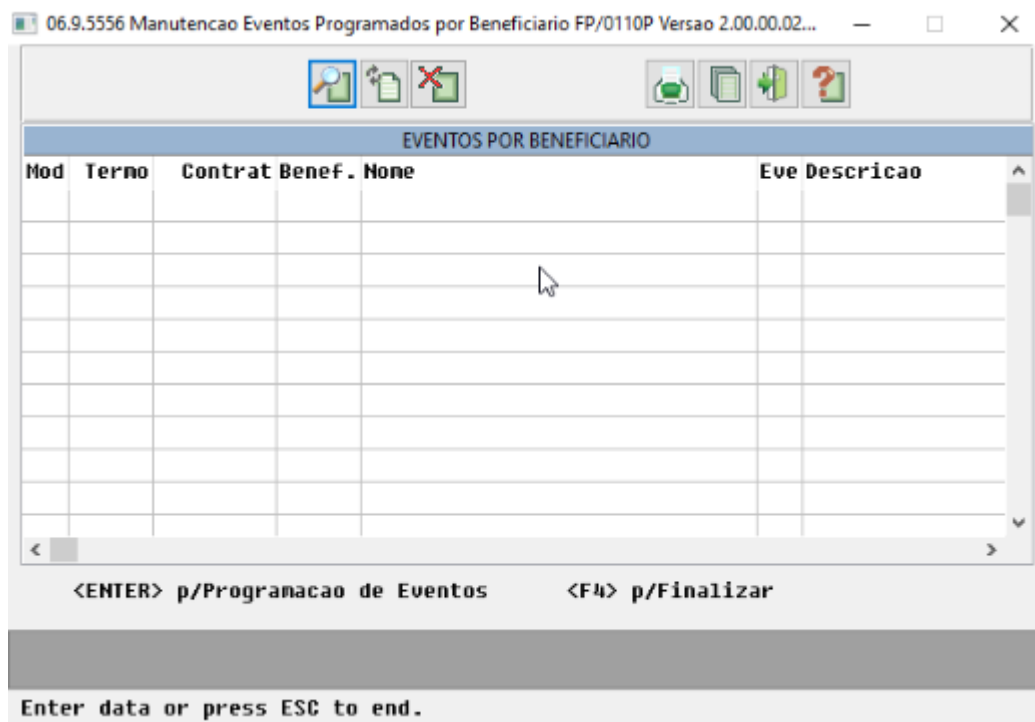 06.9.5556 Manutencao Eventos Programados por Beneficiario FP/0110P Versao 2.00.00.02...
EVENTOS POR BENEFICIARIO
Mod Termo Contrat Benef. Nome Eve Descricao
<ENTER> p/Programacao de Eventos <F4> p/Finalizar
Enter data or press ESC to end.